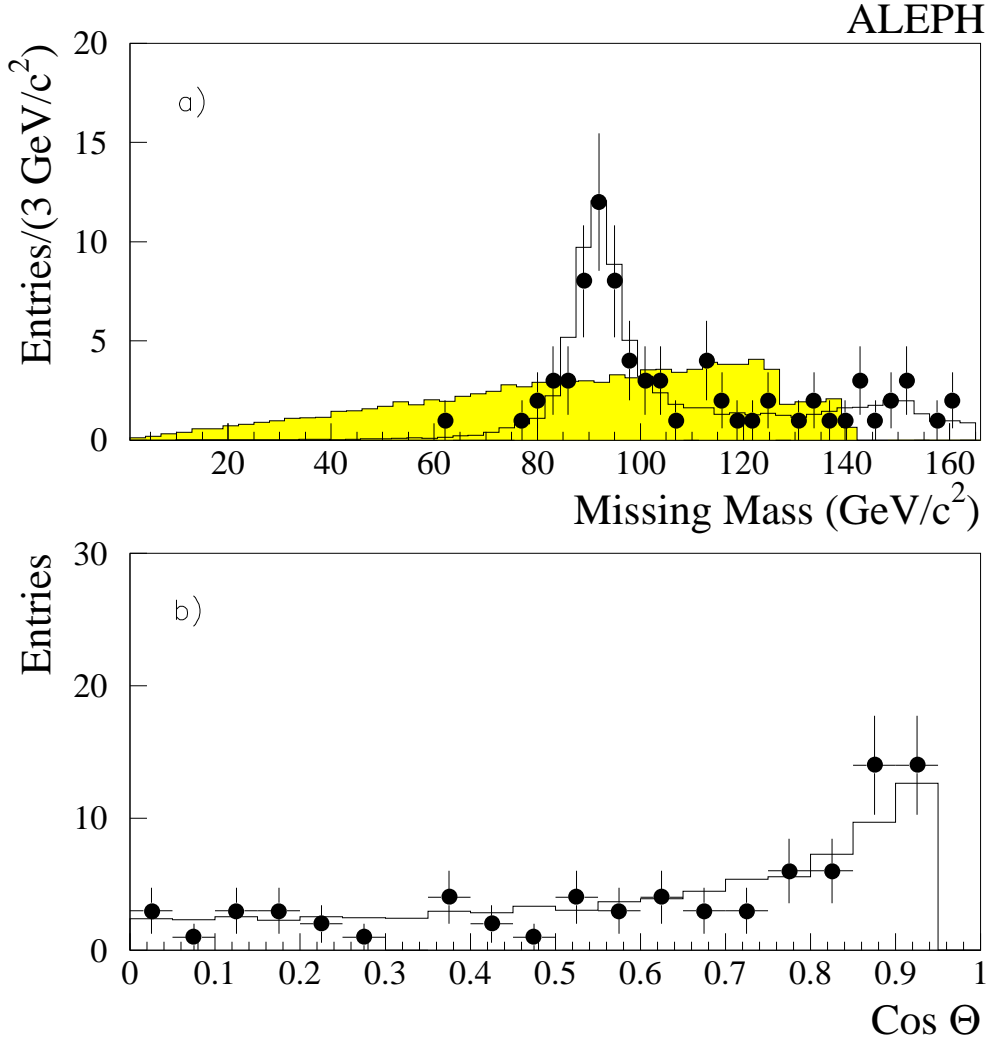 ALEPH
Entries/(3 GeV/c²)
20
15
10
5
0
a)
20 40 60 80 100 120 140 160
Missing Mass (GeV/c²)
Entries
30
20
10
0
b)
0 0.1 0.2 0.3 0.4 0.5 0.6 0.7 0.8 0.9 1
Cos Θ